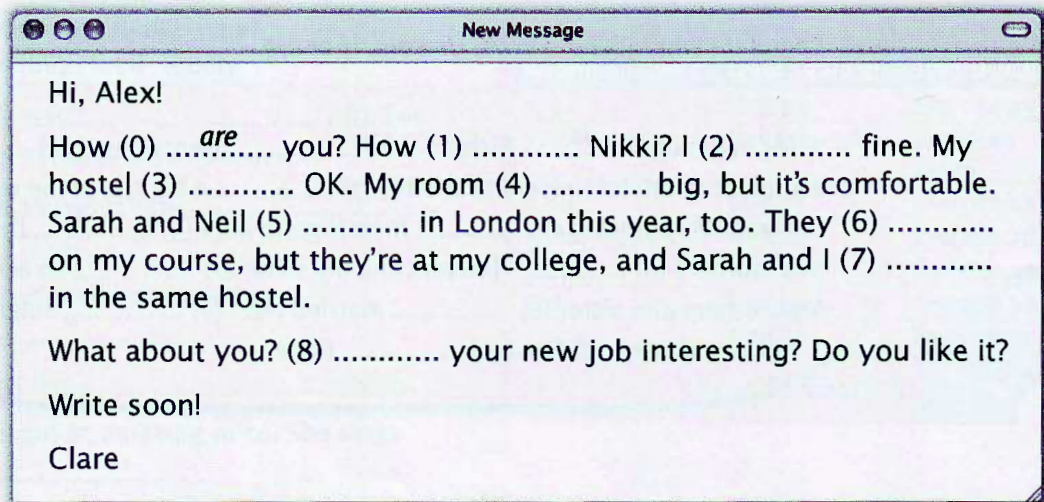 New Message
Hi, Alex!
How (0) ....are.... you? How (1) ............ Nikki? I (2) ............ fine. My
hostel (3) ............ OK. My room (4) ............ big, but it's comfortable.
Sarah and Neil (5) ............ in London this year, too. They (6) ............
on my course, but they're at my college, and Sarah and I (7) ............
in the same hostel.
What about you? (8) ............ your new job interesting? Do you like it?
Write soon!
Clare